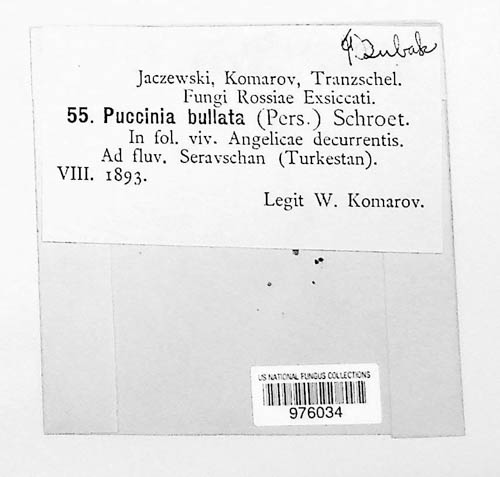 Jaczewski, Komarov, Tranzschel.
Fungi Rossiae Exsiccati.
55. Puccinia bullata (Pers.) Schroet.
In fol. viv. Angelicae decurrentis.
Ad fluv. Seravschan (Turkestan).
VIII. 1893.
Legit W. Komarov.
US NATIONAL FUNGUS COLLECTIONS
976034